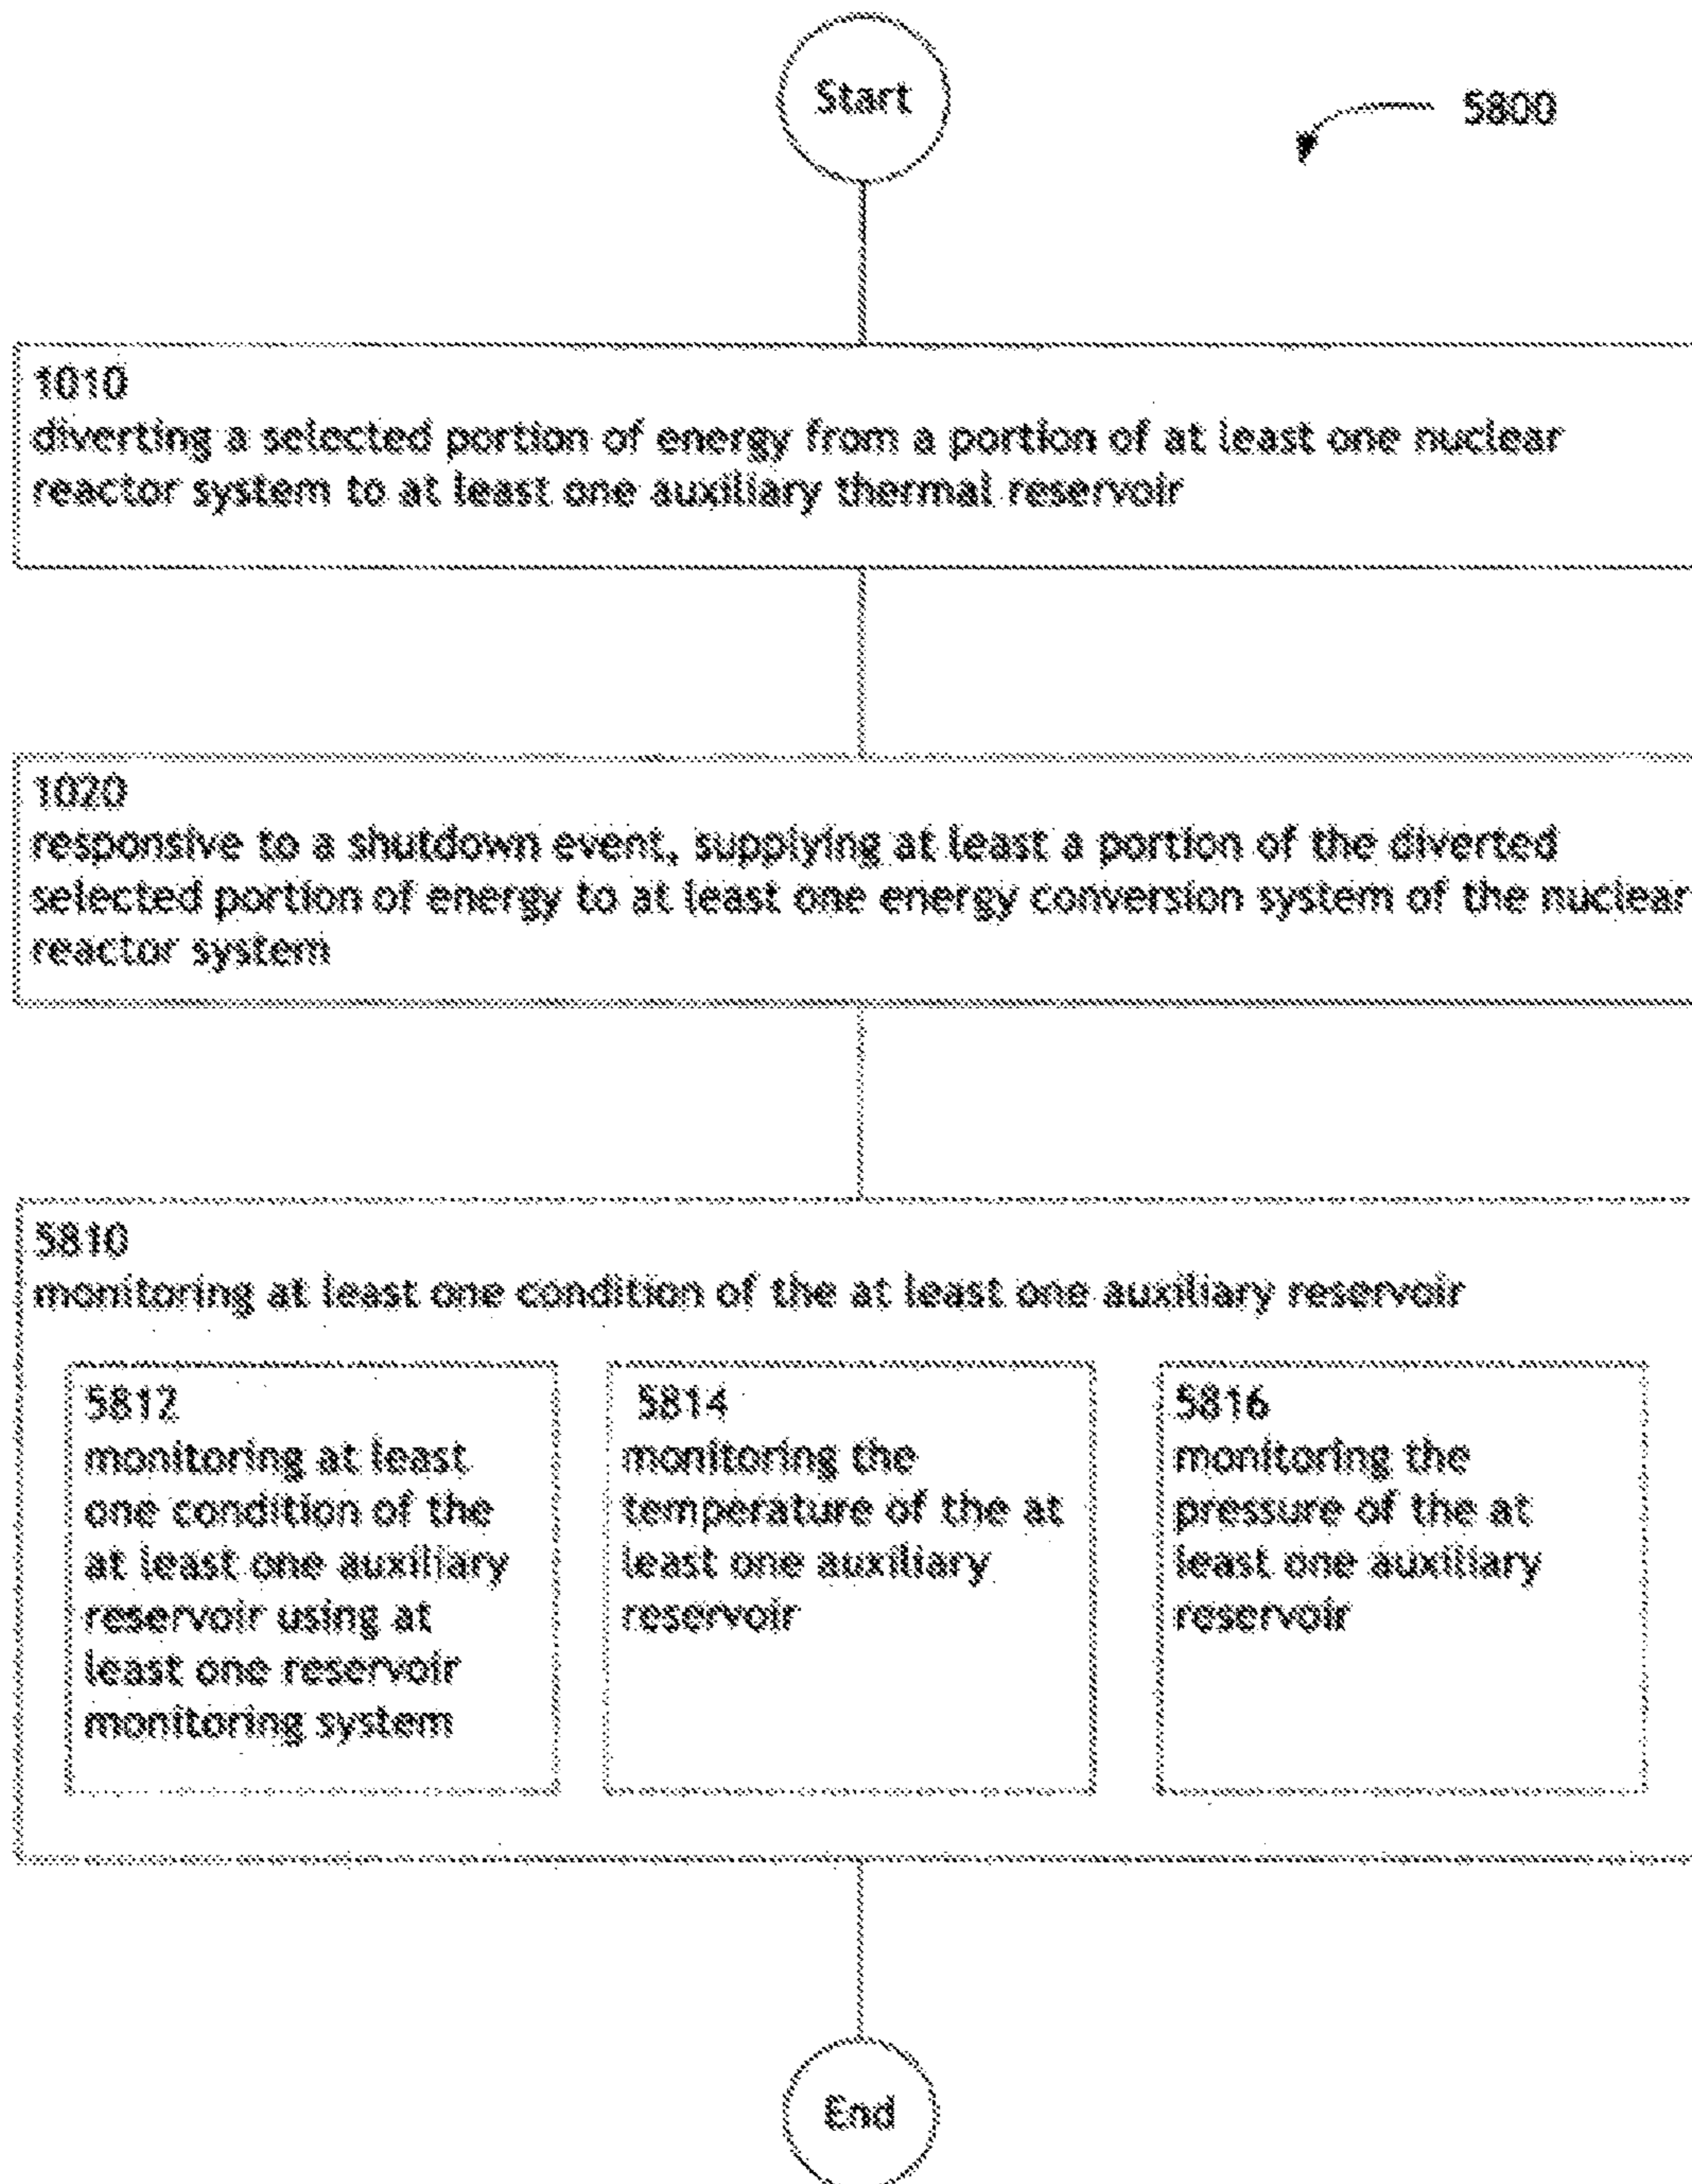 Start
5800
1010
diverting a selected portion of energy from a portion of at least one nuclear
reactor system to at least one auxiliary thermal reservoir
1020
responsive to a shutdown event, supplying at least a portion of the diverted
selected portion of energy to at least one energy conversion system of the nuclear
reactor system
5810
monitoring at least one condition of the at least one auxiliary reservoir
5812
monitoring at least
one condition of the
at least one auxiliary
reservoir using at
least one reservoir
monitoring system
5814
monitoring the
temperature of the at
least one auxiliary
reservoir
5816
monitoring the
pressure of the at
least one auxiliary
reservoir
End